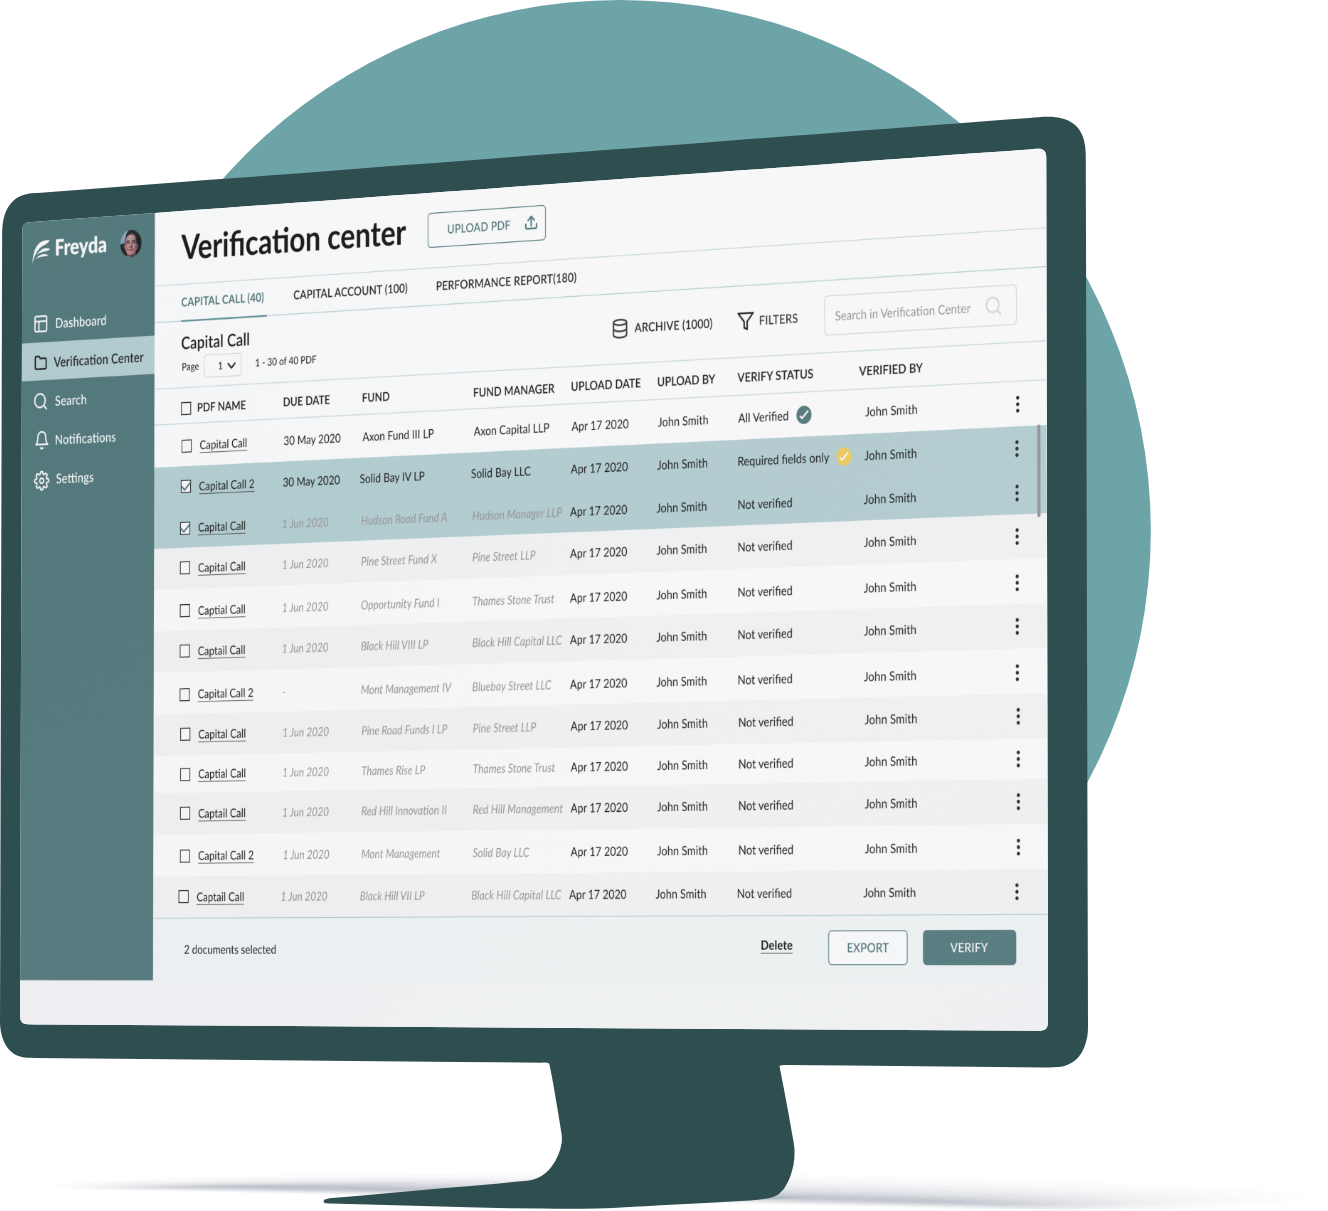 Freyda
Dashboard
Verification Center
Search
Notifications
Settings
Verification center
UPLOAD PDF
CAPITAL CALL (40) CAPITAL ACCOUNT (100) PERFORMANCE REPORT(180)
Capital Call
Page 1 1 - 30 of 40 PDF
ARCHIVE (1000) FILTERS Search in Verification Center
PDF NAME DUE DATE FUND FUND MANAGER UPLOAD DATE UPLOAD BY VERIFY STATUS VERIFIED BY
Capital Call 30 May 2020 Axon Fund III LP Axon Capital LLP Apr 17 2020 John Smith All Verified John Smith
Capital Call 2 30 May 2020 Solid Bay IV LP Solid Bay LLC Apr 17 2020 John Smith Required fields only John Smith
Capital Call 1 Jun 2020 Hudson Road Fund A Hudson Manager LLP Apr 17 2020 John Smith Not verified John Smith
Capital Call 1 Jun 2020 Pine Street Fund X Pine Street LLP Apr 17 2020 John Smith Not verified John Smith
Captial Call 1 Jun 2020 Opportunity Fund I Thames Stone Trust Apr 17 2020 John Smith Not verified John Smith
Captail Call 1 Jun 2020 Black Hill VIII LP Black Hill Capital LLC Apr 17 2020 John Smith Not verified John Smith
Capital Call 2 - Mont Management IV Bluebay Street LLC Apr 17 2020 John Smith Not verified John Smith
Capital Call 1 Jun 2020 Pine Road Funds I LP Pine Street LLP Apr 17 2020 John Smith Not verified John Smith
Captial Call 1 Jun 2020 Thames Rise LP Thames Stone Trust Apr 17 2020 John Smith Not verified John Smith
Captail Call 1 Jun 2020 Red Hill Innovation II Red Hill Management Apr 17 2020 John Smith Not verified John Smith
Capital Call 2 1 Jun 2020 Mont Management Solid Bay LLC Apr 17 2020 John Smith Not verified John Smith
Captail Call 1 Jun 2020 Black Hill VII LP Black Hill Capital LLC Apr 17 2020 John Smith Not verified John Smith
2 documents selected Delete EXPORT VERIFY